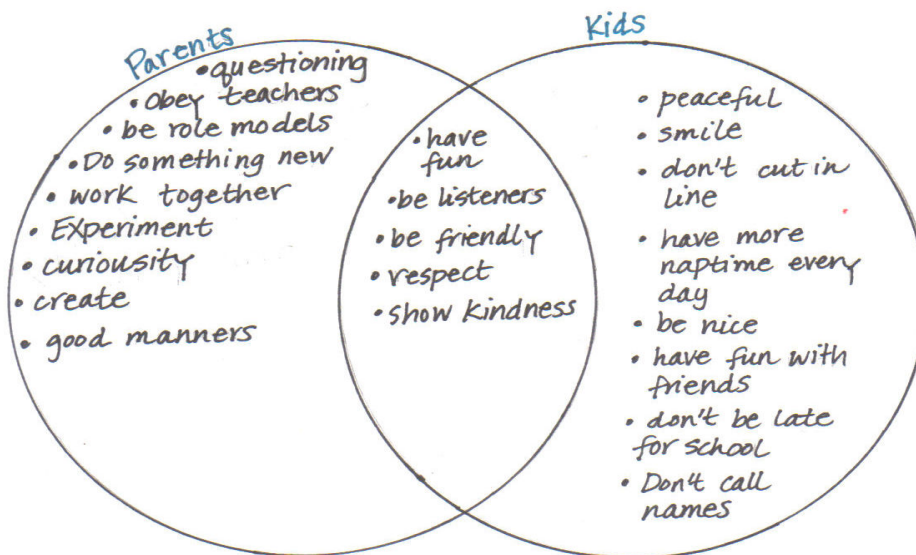 Parents
• questioning
• Obey teachers
• be role models
• Do something new
• work together
• Experiment
• curiousity
• create
• good manners
• have
fun
• be listeners
• be friendly
• respect
• show kindness
Kids
• peaceful
• smile
• don't cut in
line
• have more
naptime every
day
• be nice
• have fun with
friends
• don't be late
for school
• Don't call
names